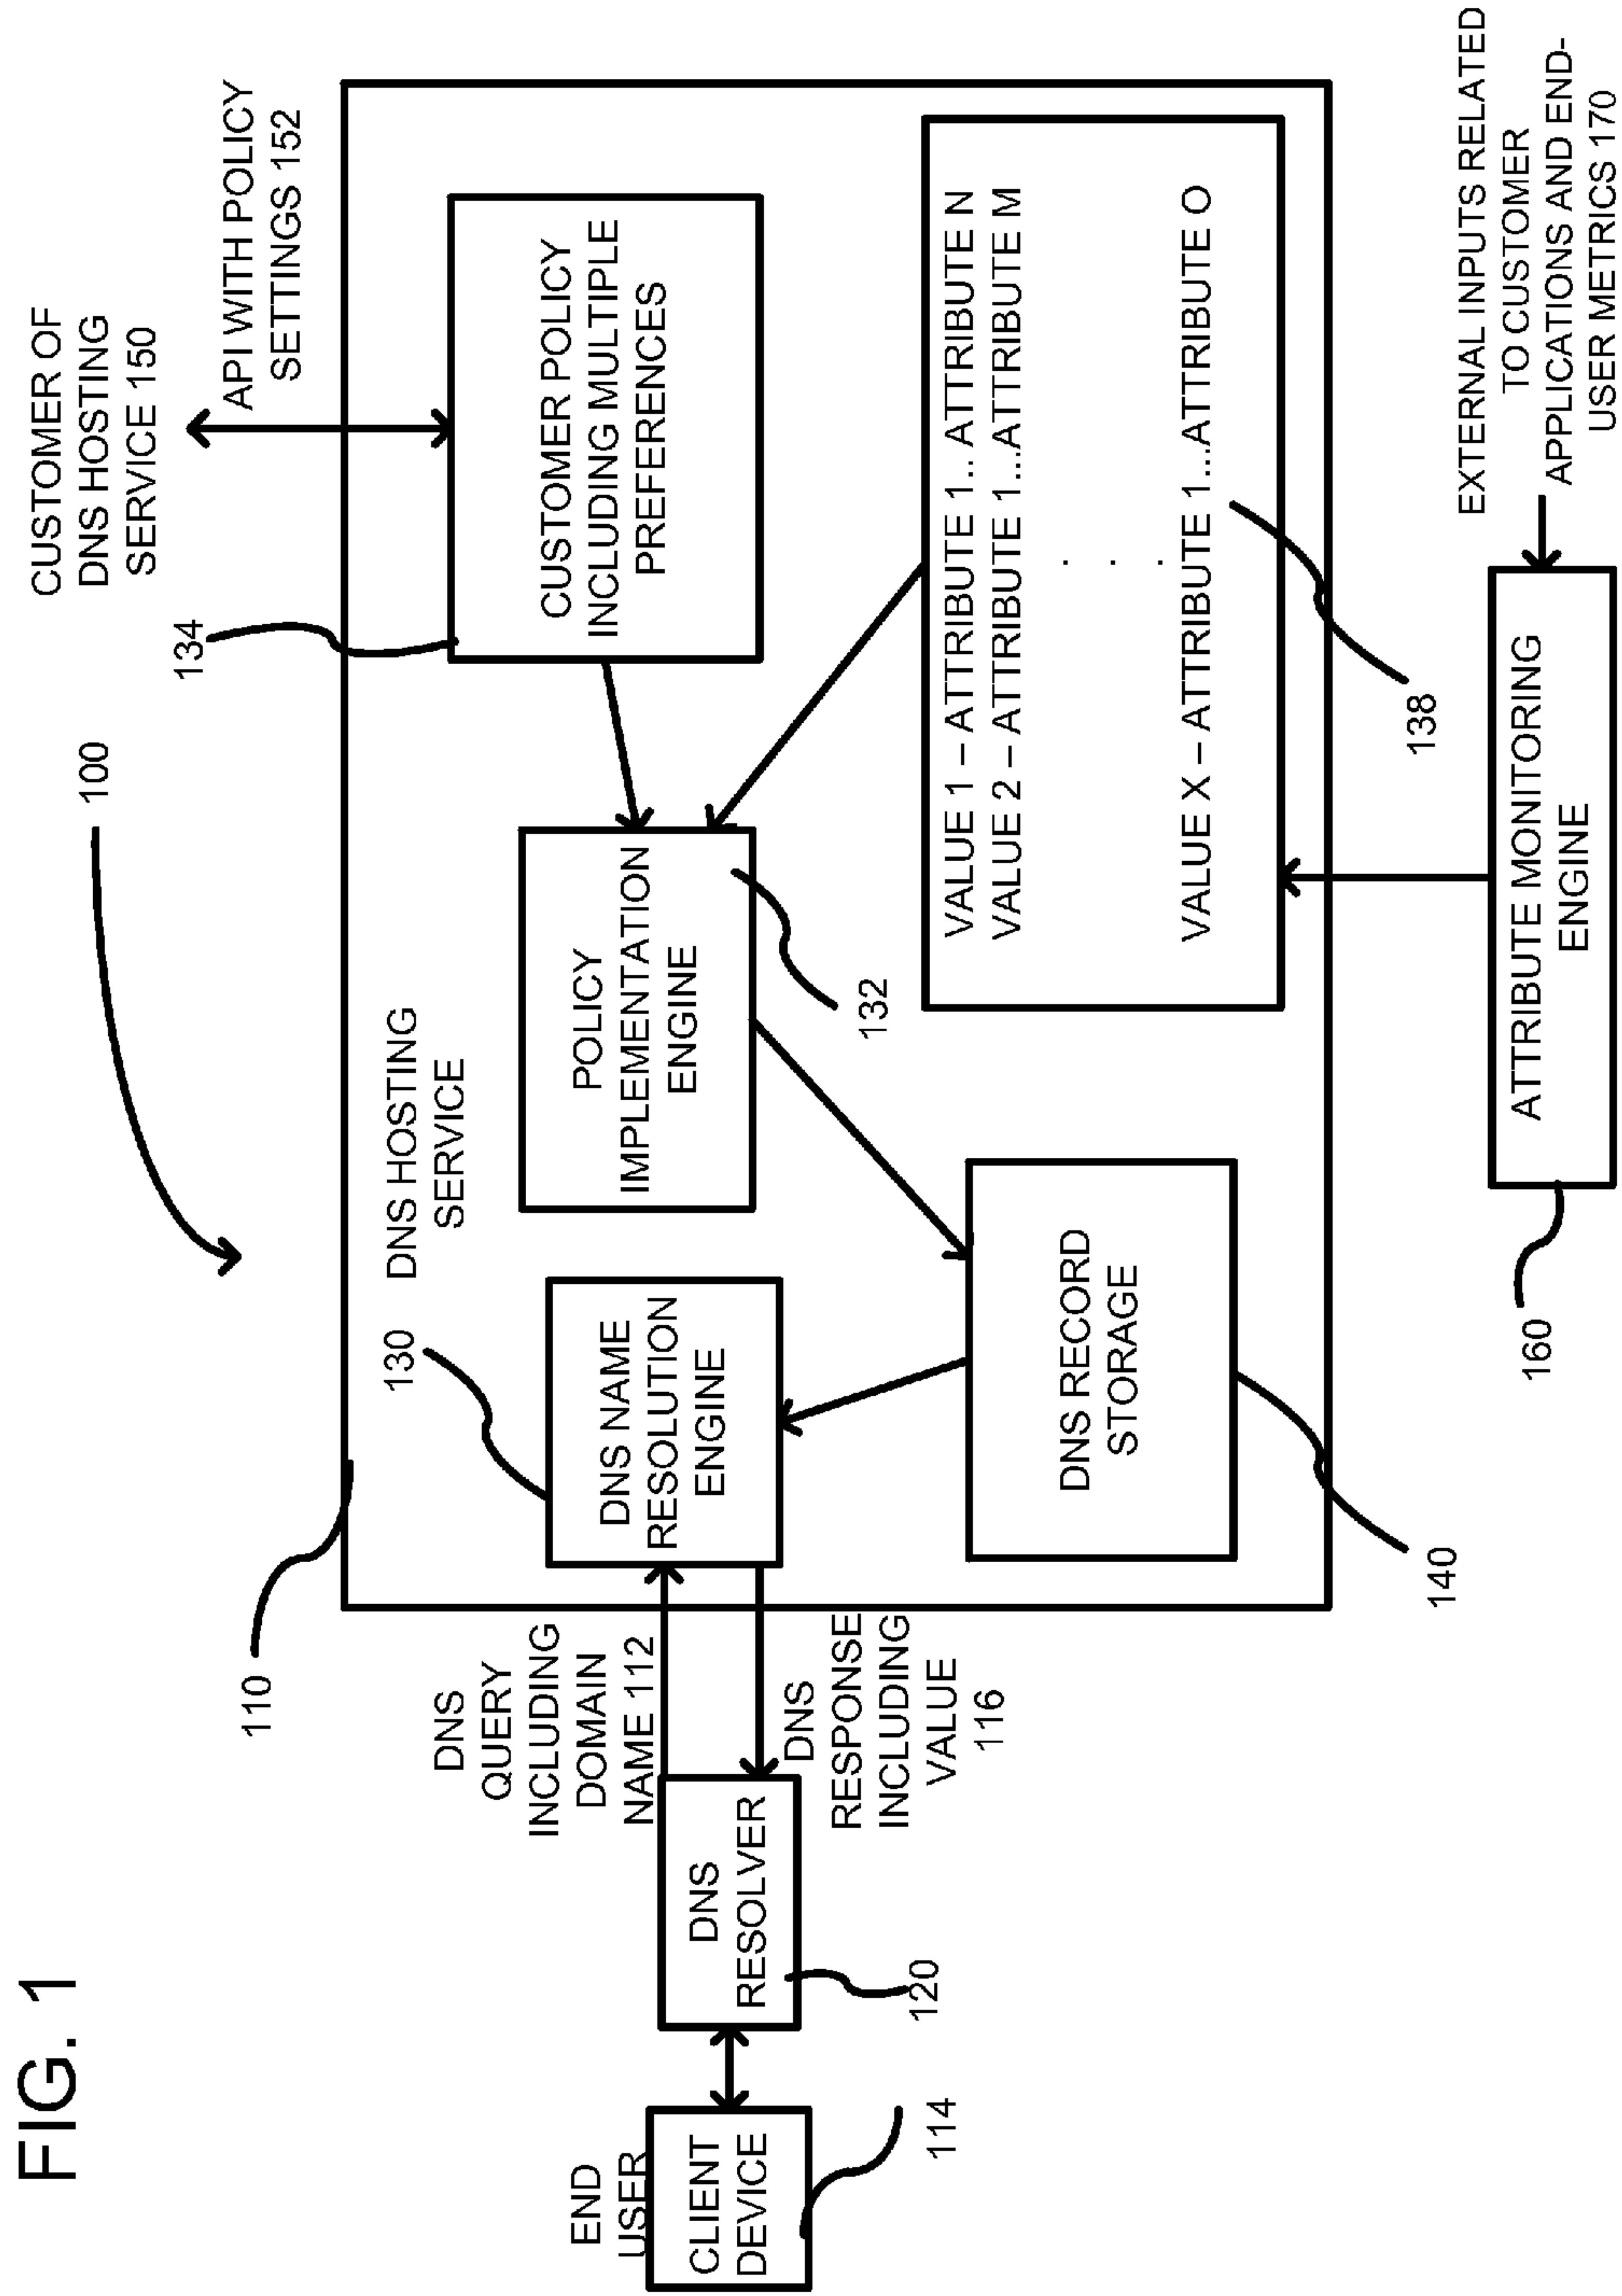 FIG. 1
100
CUSTOMER OF
DNS HOSTING
SERVICE 150
API WITH POLICY
SETTINGS 152
134
110
DNS HOSTING
SERVICE
130
END
USER
CLIENT
DEVICE
114
DNS
RESOLVER
120
DNS
QUERY
INCLUDING
DOMAIN
NAME 112
DNS
RESPONSE
INCLUDING
VALUE
116
DNS NAME
RESOLUTION
ENGINE
POLICY
IMPLEMENTATION
ENGINE
132
CUSTOMER POLICY
INCLUDING MULTIPLE
PREFERENCES
DNS RECORD
STORAGE
140
VALUE 1 – ATTRIBUTE 1.. ATTRIBUTE N
VALUE 2 – ATTRIBUTE 1...ATTRIBUTE M
.
.
.
VALUE X – ATTRIBUTE 1...ATTRIBUTE O
138
160
ATTRIBUTE MONITORING
ENGINE
EXTERNAL INPUTS RELATED
TO CUSTOMER
APPLICATIONS AND END-
USER METRICS 170